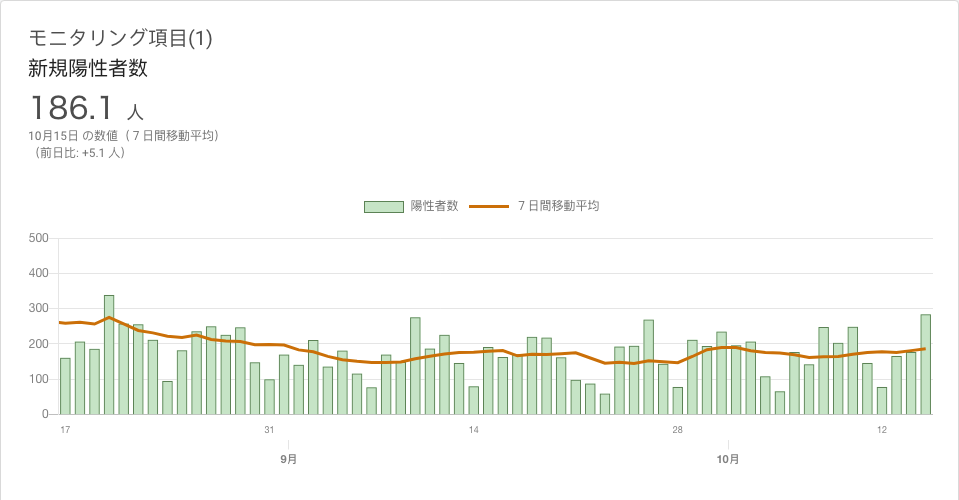 モニタリング項目(1)
新規陽性者数
186.1 人
10月15日 の数値（７日間移動平均）
（前日比: +5.1 人）
陽性者数 ７日間移動平均
500
400
300
200
100
0
17 31 14 28 12
9月 10月